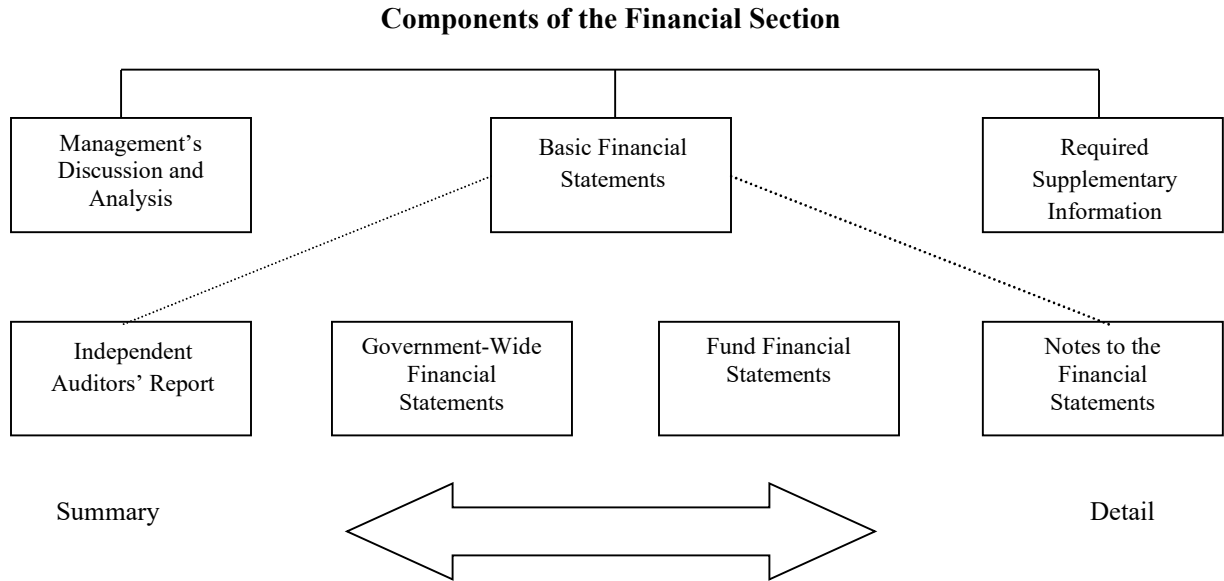 Components of the Financial Section
Management’s
Discussion and
Analysis
Basic Financial
Statements
Required
Supplementary
Information
Independent
Auditors’ Report
Government-Wide
Financial
Statements
Fund Financial
Statements
Notes to the
Financial
Statements
Summary
Detail